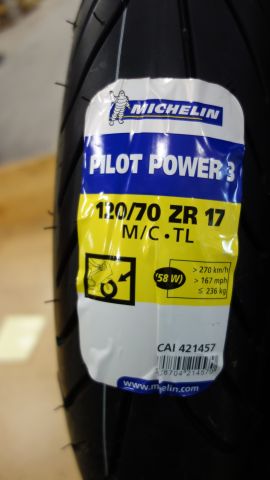 MICHELIN
PILOT POWER 3
120/70 ZR 17
M/C • TL
(58 W)
> 270 km/h
> 167 mph
≤ 236 kg
CAI 421457
www.michelin.com